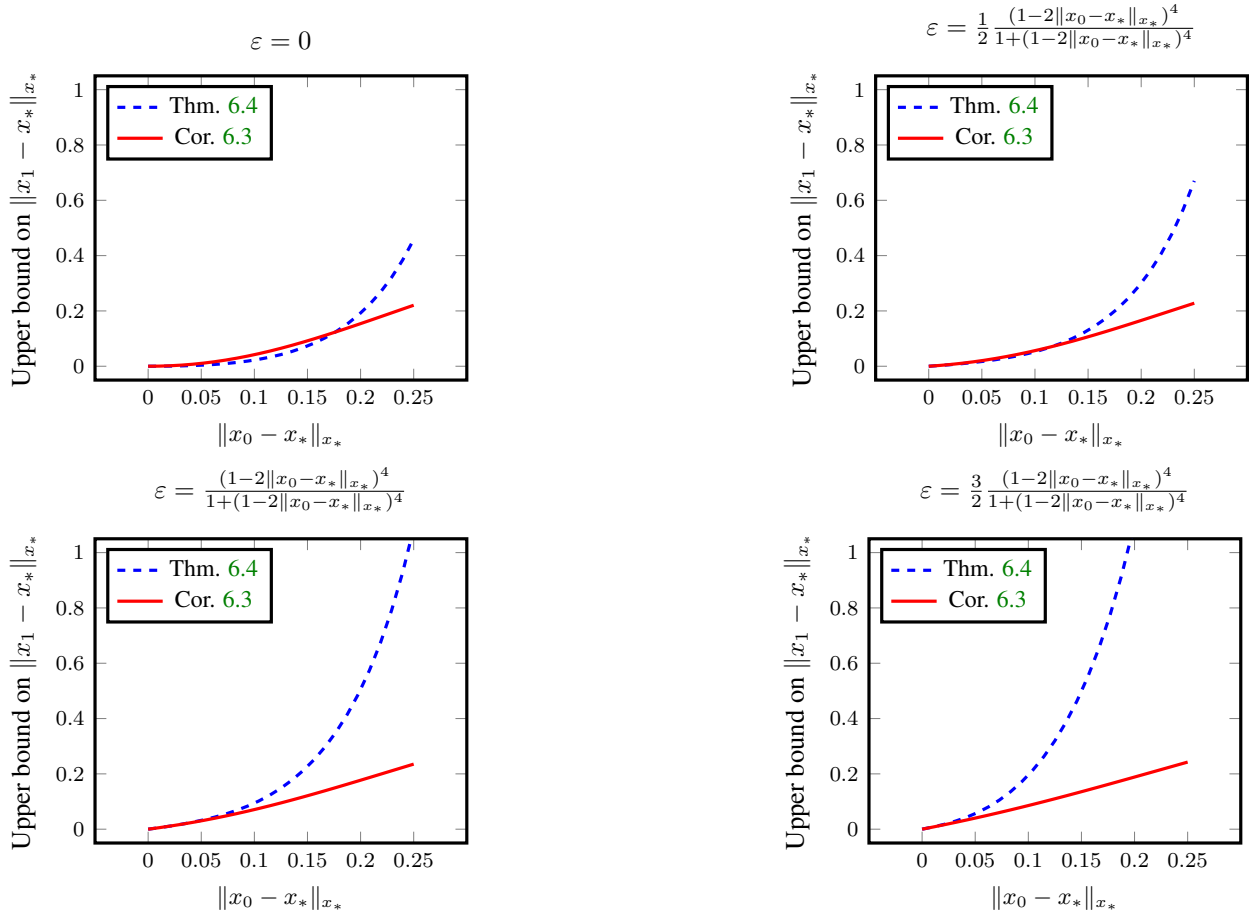 ε = 0
Upper bound on ∥x₁ − x∗∥ₓ∗
1
0.8
0.6
0.4
0.2
0
Thm. 6.4
Cor. 6.3
0 0.05 0.1 0.15 0.2 0.25
∥x₀ − x∗∥ₓ∗
ε = 1/2 (1−2∥x₀−x∗∥ₓ∗)⁴ / 1+(1−2∥x₀−x∗∥ₓ∗)⁴
Upper bound on ∥x₁ − x∗∥ₓ∗
1
0.8
0.6
0.4
0.2
0
Thm. 6.4
Cor. 6.3
0 0.05 0.1 0.15 0.2 0.25
∥x₀ − x∗∥ₓ∗
ε = (1−2∥x₀−x∗∥ₓ∗)⁴ / 1+(1−2∥x₀−x∗∥ₓ∗)⁴
Upper bound on ∥x₁ − x∗∥ₓ∗
1
0.8
0.6
0.4
0.2
0
Thm. 6.4
Cor. 6.3
0 0.05 0.1 0.15 0.2 0.25
∥x₀ − x∗∥ₓ∗
ε = 3/2 (1−2∥x₀−x∗∥ₓ∗)⁴ / 1+(1−2∥x₀−x∗∥ₓ∗)⁴
Upper bound on ∥x₁ − x∗∥ₓ∗
1
0.8
0.6
0.4
0.2
0
Thm. 6.4
Cor. 6.3
0 0.05 0.1 0.15 0.2 0.25
∥x₀ − x∗∥ₓ∗